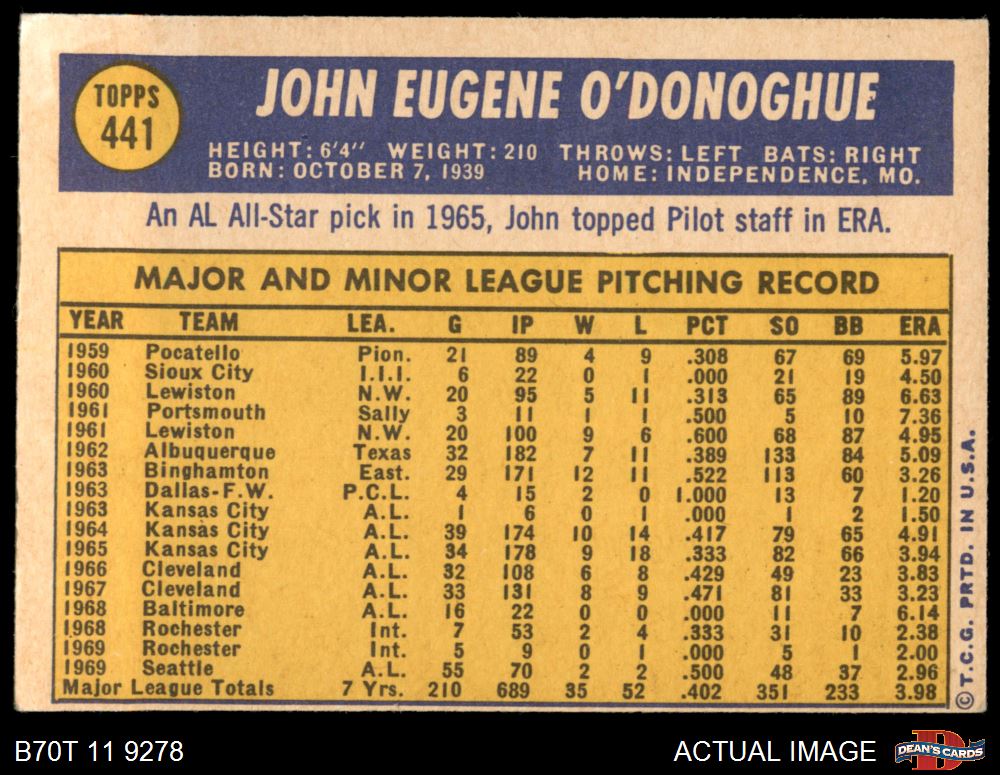 TOPPS
441
JOHN EUGENE O'DONOGHUE
HEIGHT: 6'4" WEIGHT: 210 THROWS: LEFT BATS: RIGHT
BORN: OCTOBER 7, 1939 HOME: INDEPENDENCE, MO.
An AL All-Star pick in 1965, John topped Pilot staff in ERA.
MAJOR AND MINOR LEAGUE PITCHING RECORD
YEAR TEAM LEA. G IP W L PCT SO BB ERA
1959 Pocatello Pion. 21 89 4 9 .308 67 69 5.97
1960 Sioux City I.I.I. 6 22 0 1 .000 21 19 4.50
1960 Lewiston N.W. 20 95 5 11 .313 65 89 6.63
1961 Portsmouth Sally 3 11 1 1 .500 5 10 7.36
1961 Lewiston N.W. 20 100 9 6 .600 68 87 4.95
1962 Albuquerque Texas 32 182 7 11 .389 133 84 5.09
1963 Binghamton East. 29 171 12 11 .522 113 60 3.26
1963 Dallas-F.W. P.C.L. 4 15 2 0 1.000 13 7 1.20
1963 Kansas City A.L. 1 6 0 1 .000 1 2 1.50
1964 Kansas City A.L. 39 174 10 14 .417 79 65 4.91
1965 Kansas City A.L. 34 178 9 18 .333 82 66 3.94
1966 Cleveland A.L. 32 108 6 8 .429 49 23 3.83
1967 Cleveland A.L. 33 131 8 9 .471 81 33 3.23
1968 Baltimore A.L. 16 22 0 0 .000 11 7 6.14
1968 Rochester Int. 7 53 2 4 .333 31 10 2.38
1969 Rochester Int. 5 9 0 1 .000 5 1 2.00
1969 Seattle A.L. 55 70 2 2 .500 48 37 2.96
Major League Totals 7 Yrs. 210 689 35 52 .402 351 233 3.98
© T.C.G. PRTD. IN U.S.A.
B70T 11 9278
ACTUAL IMAGE
B
DEAN'S CARDS